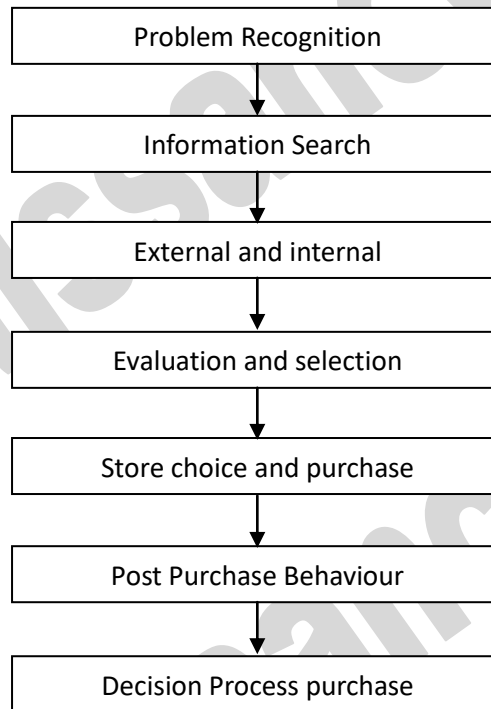 Problem Recognition
Information Search
External and internal
Evaluation and selection
Store choice and purchase
Post Purchase Behaviour
Decision Process purchase